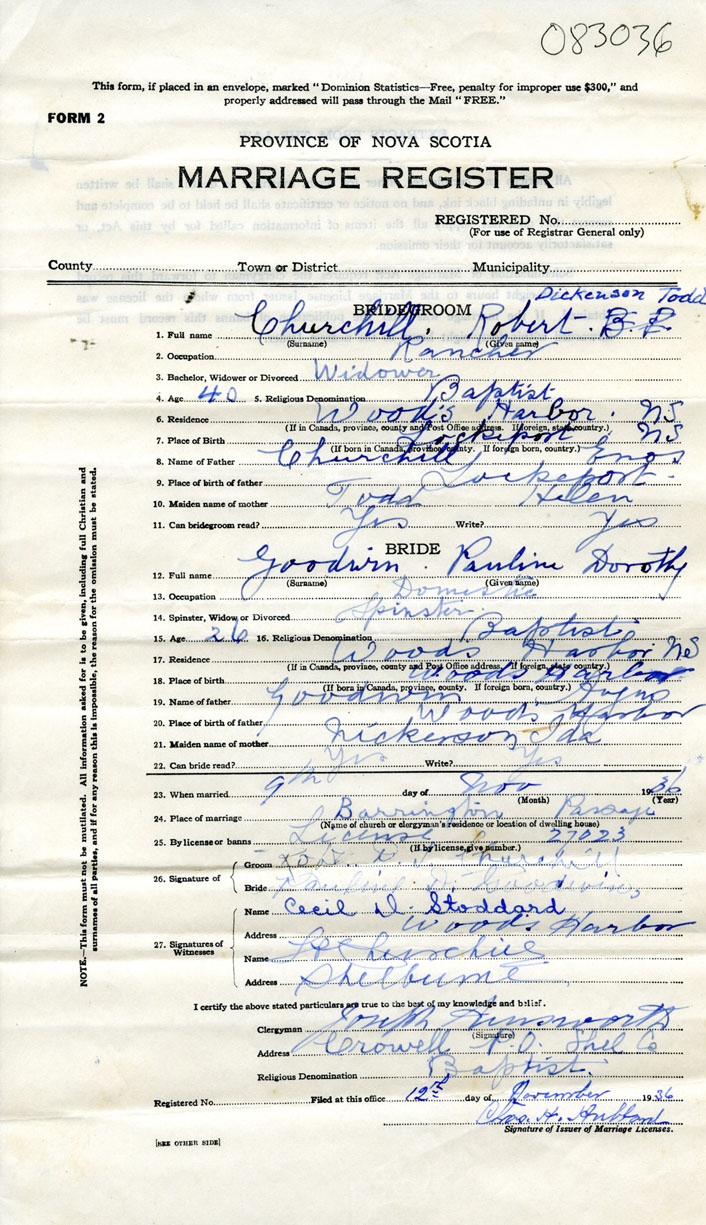 083036
This form, if placed in an envelope, marked "Dominion Statistics—Free, penalty for improper use $300," and
properly addressed will pass through the Mail "FREE."
FORM 2
PROVINCE OF NOVA SCOTIA
MARRIAGE REGISTER
REGISTERED No.
(For use of Registrar General only)
County Town or District Municipality
BRIDEGROOM Dickenson Todd
1. Full name Churchill, Robert
(Surname) (Given name)
2. Occupation Rancher
3. Bachelor, Widower or Divorced Widower
4. Age 40 5. Religious Denomination Baptist
6. Residence Wood's Harbor. NS
(If in Canada, province, county and Post Office address. If foreign, state country.)
7. Place of Birth Lockeport NS
(If born in Canada, province, county. If foreign born, country.)
8. Name of Father Churchill Enos
9. Place of birth of father Lockeport
10. Maiden name of mother Todd Helen
11. Can bridegroom read? Yes Write? Yes
BRIDE
12. Full name Goodwin. Pauline Dorothy
(Surname) (Given name)
13. Occupation Domestic
14. Spinster, Widow or Divorced Spinster
15. Age 26 16. Religious Denomination Baptist
17. Residence Woods Harbor NS
(If in Canada, province, county and Post Office address. If foreign, state country.)
18. Place of birth Woods Harbor
(If born in Canada, province, county. If foreign born, country.)
19. Name of father Goodwin
20. Place of birth of father Woods Harbor
21. Maiden name of mother Nickerson Ida
22. Can bride read? Yes Write? Yes
23. When married 9th day of Nov 1936
(Month) (Year)
24. Place of marriage Barrington Passage
(Name of church or clergyman's residence or location of dwelling house)
25. By license or banns License 27023
(If by license, give number.)
26. Signature of
Groom Churchill
Bride Pauline D. Goodwin
27. Signatures of Witnesses
Name Cecil D. Stoddard
Address Woods Harbor
Name Churchill
Address Shelburne
I certify the above stated particulars are true to the best of my knowledge and belief.
Clergyman Joseph Ainsworth
(Signature)
Address Crowell P.O. Shel Co
Religious Denomination Baptist
Registered No. Filed at this office 12 day of November 1936
Chas. H.
Signature of Issuer of Marriage Licenses.
[SEE OTHER SIDE]
NOTE.—This form must not be mutilated. All information asked for is to be given, including full Christian and
surnames of all parties, and if for any reason this is impossible, the reason for the omission must be stated.